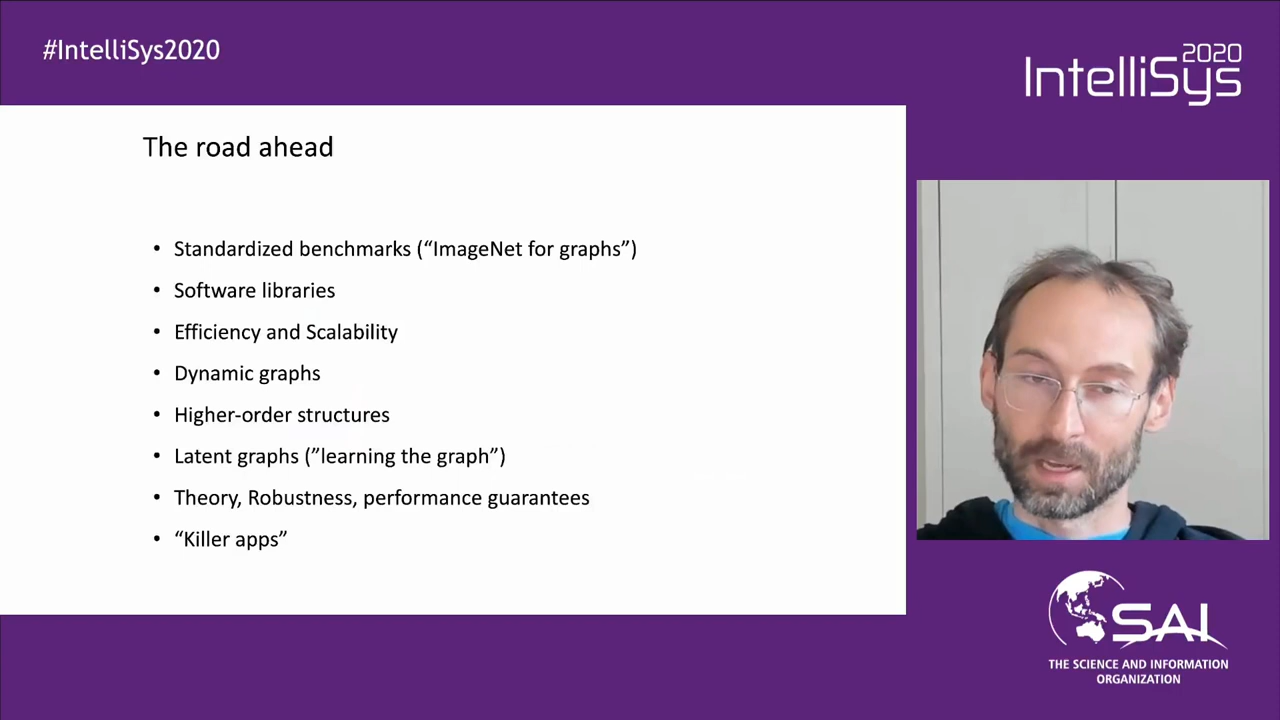 #IntelliSys2020
2020
IntelliSys
The road ahead
• Standardized benchmarks (“ImageNet for graphs”)
• Software libraries
• Efficiency and Scalability
• Dynamic graphs
• Higher-order structures
• Latent graphs (”learning the graph”)
• Theory, Robustness, performance guarantees
• “Killer apps”
SAI
THE SCIENCE AND INFORMATION
ORGANIZATION